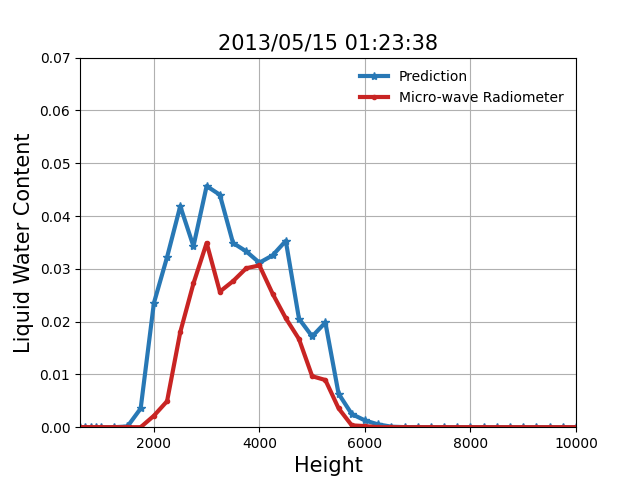 2013/05/15 01:23:38
Prediction
Micro-wave Radiometer
Liquid Water Content
0.07
0.06
0.05
0.04
0.03
0.02
0.01
0.00
2000 4000 6000 8000 10000
Height